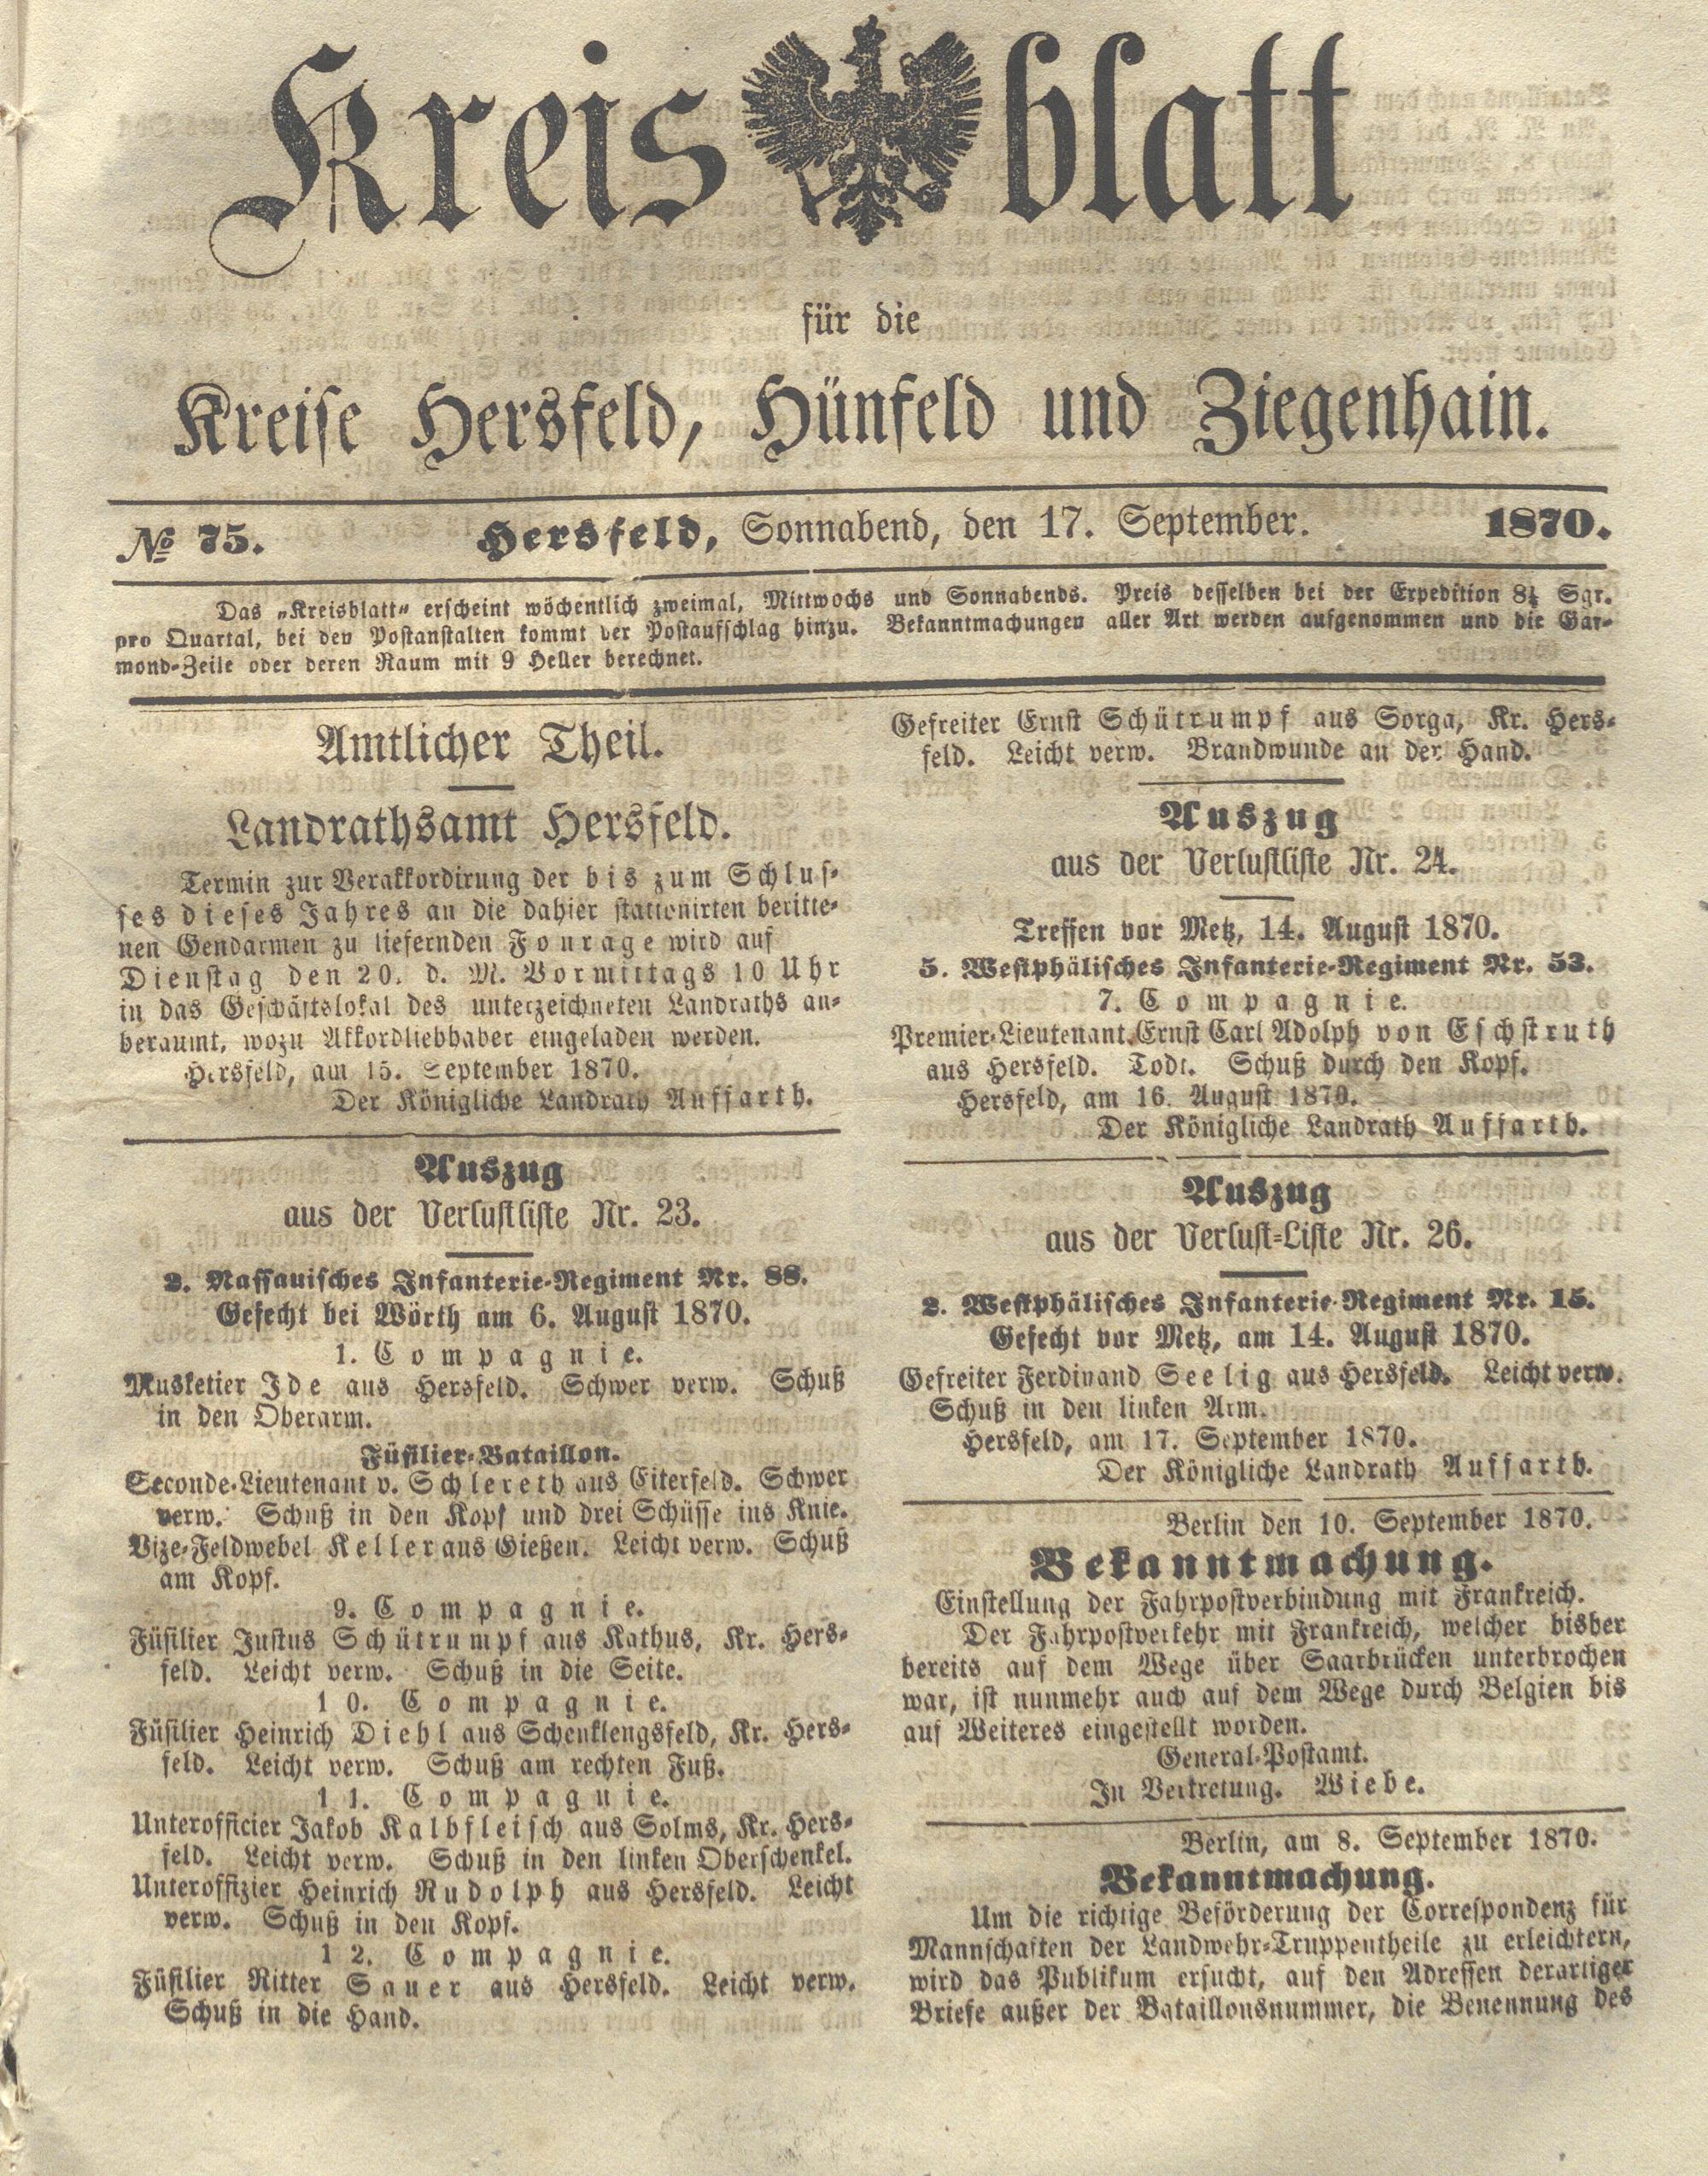 Kreisblatt
für die
Kreise Hersfeld, Hünfeld und Ziegenhain.
№ 75. Hersfeld, Sonnabend, den 17. September. 1870.
Das „Kreisblatt“ erscheint wöchentlich zweimal, Mittwochs und Sonnabends. Preis desselben bei der Expedition 8¼ Sgr.
pro Quartal, bei den Postanstalten kommt der Postaufschlag hinzu. Bekanntmachungen aller Art werden aufgenommen und die Gar-
mond-Zeile oder deren Raum mit 9 Heller berechnet.
Amtlicher Theil.
Landrathsamt Hersfeld.
Termin zur Verakkordirung der bis zum Schlus-
ses dieses Jahres an die dahier stationirten beritte-
nen Gendarmen zu liefernden Fourage wird auf
Dienstag den 20. d. M. Vormittags 10 Uhr
in das Geschäftslokal des unterzeichneten Landraths an-
beraumt, wozu Akkordliebhaber eingeladen werden.
Hersfeld, am 15. September 1870.
Der Königliche Landrath Auffarth.
Auszug
aus der Verlustliste Nr. 23.
2. Nassauisches Infanterie-Regiment Nr. 88.
Gefecht bei Wörth am 6. August 1870.
1. Compagnie.
Musketier Ide aus Hersfeld. Schwer verw. Schuß
in den Oberarm.
Füsilier-Bataillon.
Seconde-Lieutenant v. Schlereth aus Eiterfeld. Schwer
verw. Schuß in den Kopf und drei Schüsse ins Knie.
Vize-Feldwebel Keller aus Gießen. Leicht verw. Schuß
am Kopf.
9. Compagnie.
Füsilier Justus Schütrumpf aus Kathus, Kr. Hers-
feld. Leicht verw. Schuß in die Seite.
10. Compagnie.
Füsilier Heinrich Diehl aus Schenklengsfeld, Kr. Hers-
feld. Leicht verw. Schuß am rechten Fuß.
11. Compagnie.
Unterofficier Jakob Kalbfleisch aus Solms, Kr. Hers-
feld. Leicht verw. Schuß in den linken Oberschenkel.
Unteroffizier Heinrich Rudolph aus Hersfeld. Leicht
verw. Schuß in den Kopf.
12. Compagnie.
Füsilier Ritter Sauer aus Hersfeld. Leicht verw.
Schuß in die Hand.
Gefreiter Ernst Schütrumpf aus Sorga, Kr. Hers-
feld. Leicht verw. Brandwunde an der Hand.
Auszug
aus der Verlustliste Nr. 24.
Treffen vor Metz, 14. August 1870.
5. Westphälisches Infanterie-Regiment Nr. 53.
7. Compagnie.
Premier-Lieutenant Ernst Carl Adolph von Eschstruth
aus Hersfeld. Todt. Schuß durch den Kopf.
Hersfeld, am 16. August 1870.
Der Königliche Landrath Auffarth.
Auszug
aus der Verlust-Liste Nr. 26.
2. Westphälisches Infanterie-Regiment Nr. 15.
Gefecht vor Metz, am 14. August 1870.
Gefreiter Ferdinand Seelig aus Hersfeld. Leicht verw.
Schuß in den linken Arm.
Hersfeld, am 17. September 1870.
Der Königliche Landrath Auffarth.
Berlin den 10. September 1870.
Bekanntmachung.
Einstellung der Fahrpostverbindung mit Frankreich.
Der Fahrpostverkehr mit Frankreich, welcher bisher
bereits auf dem Wege über Saarbrücken unterbrochen
war, ist nunmehr auch auf dem Wege durch Belgien bis
auf Weiteres eingestellt worden.
General-Postamt.
In Vertretung. Wiebe.
Berlin, am 8. September 1870.
Bekanntmachung.
Um die richtige Beförderung der Correspondenz für
Mannschaften der Landwehr-Truppentheile zu erleichtern,
wird das Publikum ersucht, auf den Adressen derartiger
Briefe außer der Bataillonsnummer, die Benennung des